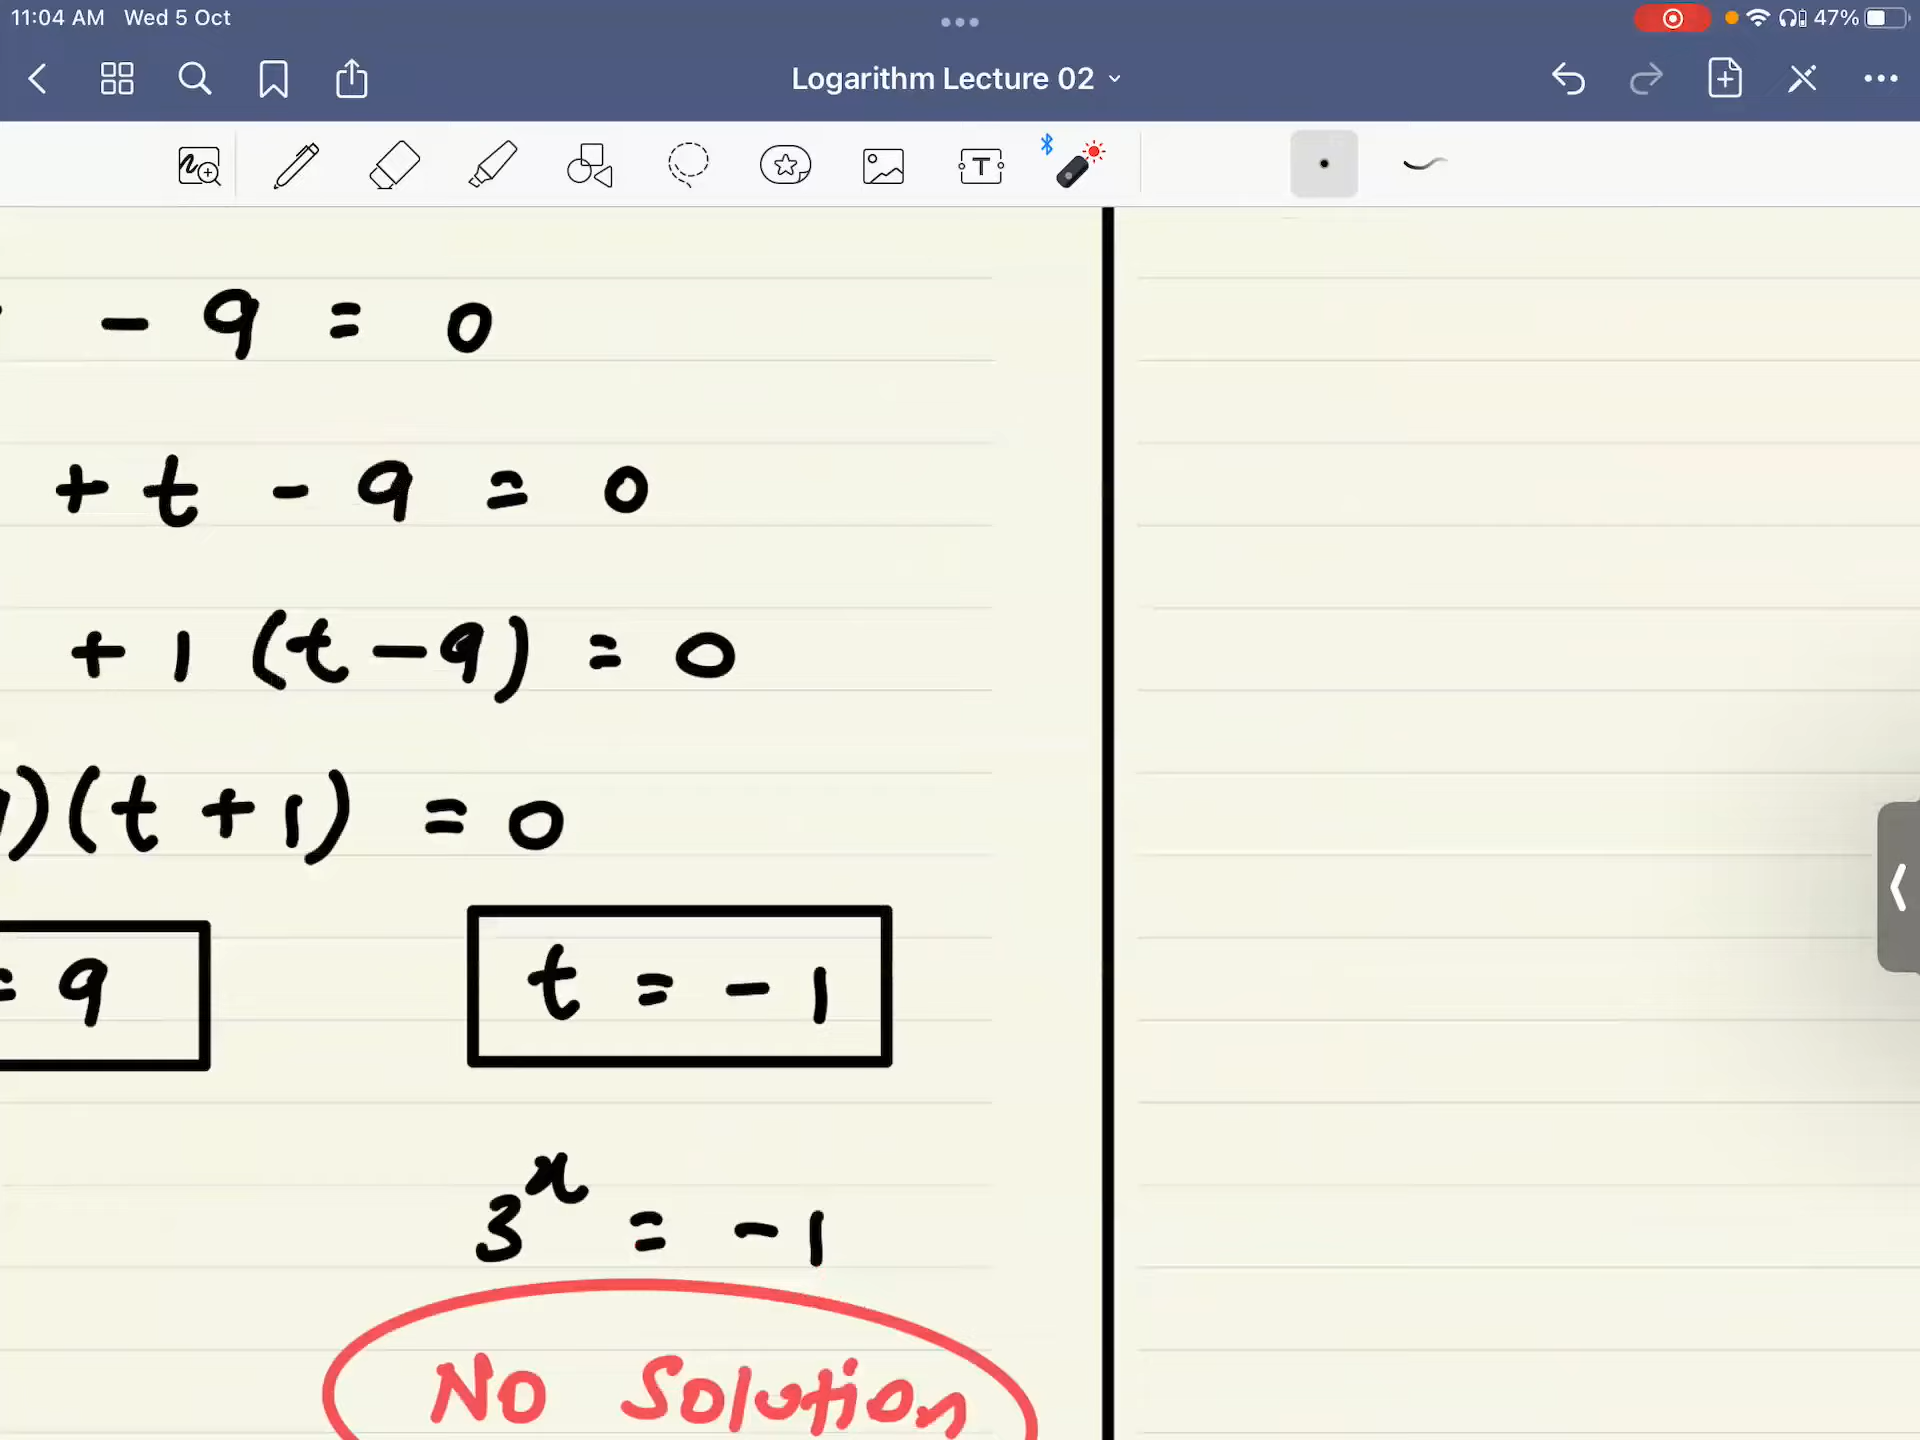 11:04 AM Wed 5 Oct
47%
Logarithm Lecture 02
T
- 9 = 0
+ t - 9 = 0
+ 1 (t - 9) = 0
)(t + 1) = 0
= 9
t = - 1
3^x = - 1
No Solution